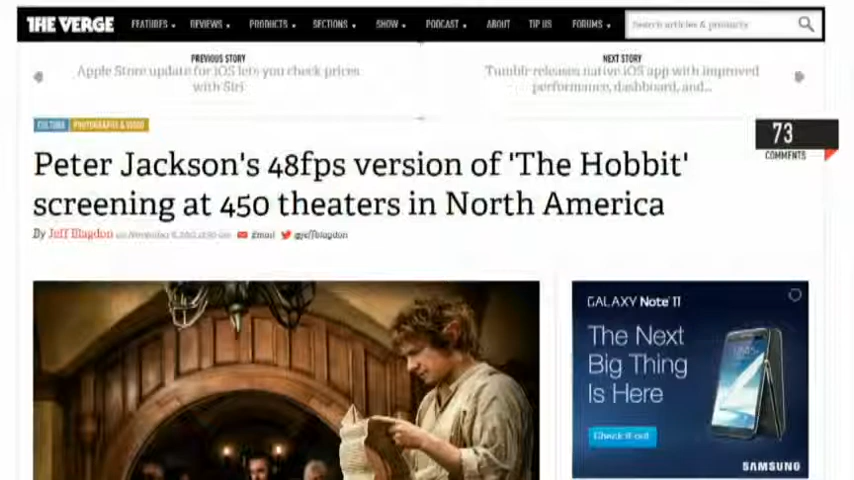 THE VERGE FEATURES REVIEWS PRODUCTS SECTIONS SHOW PODCAST ABOUT TIP US FORUMS Search articles & products
PREVIOUS STORY
Apple Store update for iOS lets you check prices
with Siri
NEXT STORY
Tumblr releases native iOS app with improved
performance, dashboard, and...
CULTURE PHOTOGRAPHY & VIDEO
73
COMMENTS
Peter Jackson's 48fps version of 'The Hobbit'
screening at 450 theaters in North America
By Jeff Blagdon on November Email @jeffblagdon
GALAXY Note II
The Next
Big Thing
Is Here
Check it out
SAMSUNG